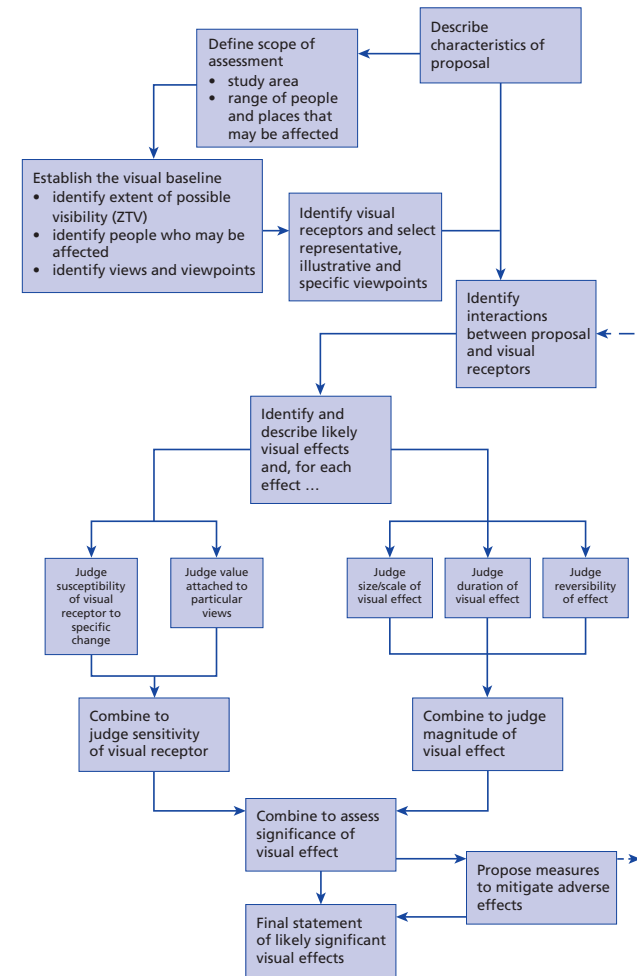 Describe
characteristics of
proposal
Define scope of
assessment
• study area
• range of people
and places that
may be affected
Establish the visual baseline
• identify extent of possible
visibility (ZTV)
• identify people who may be
affected
• identify views and viewpoints
Identify visual
receptors and select
representative,
illustrative and
specific viewpoints
Identify
interactions
between proposal
and visual
receptors
Identify and
describe likely
visual effects
and, for each
effect …
Judge
susceptibility
of visual
receptor to
specific
change
Judge value
attached to
particular
views
Judge
size/scale of
visual effect
Judge
duration of
visual effect
Judge
reversibility
of effect
Combine to
judge sensitivity
of visual receptor
Combine to judge
magnitude of
visual effect
Combine to assess
significance of
visual effect
Propose measures
to mitigate adverse
effects
Final statement
of likely significant
visual effects